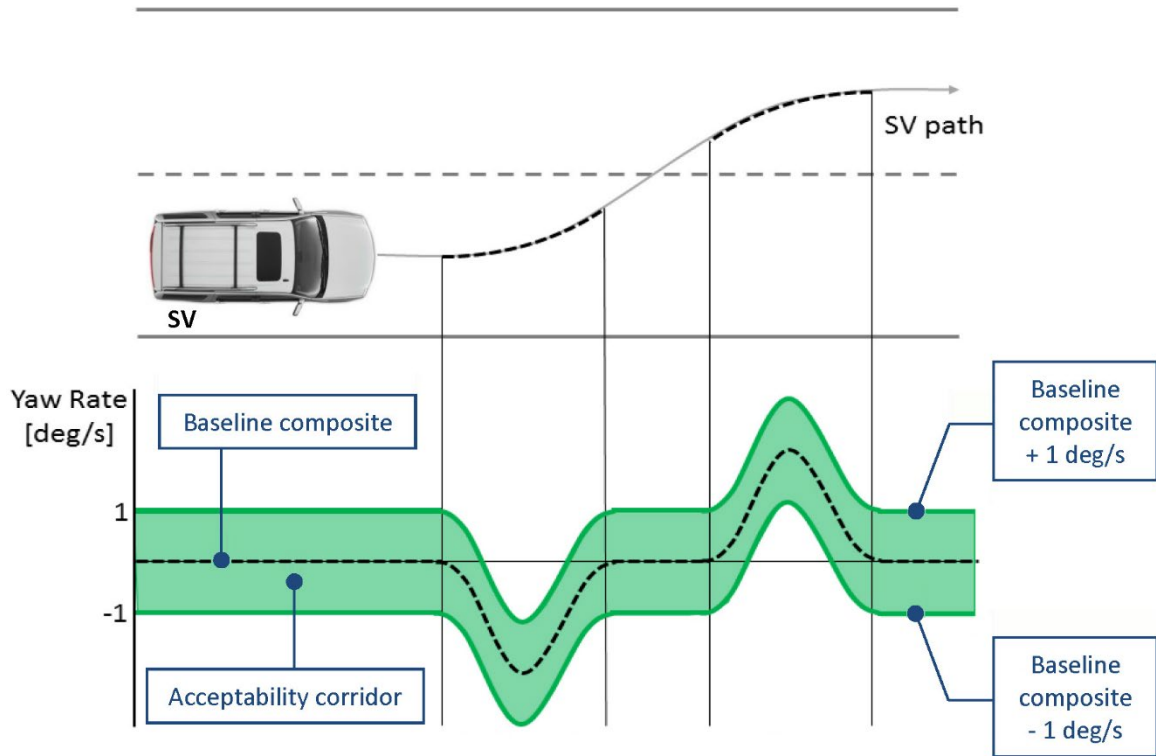 SV path
SV
Yaw Rate
[deg/s]
Baseline composite
Baseline
composite
+ 1 deg/s
1
-1
Acceptability corridor
Baseline
composite
- 1 deg/s